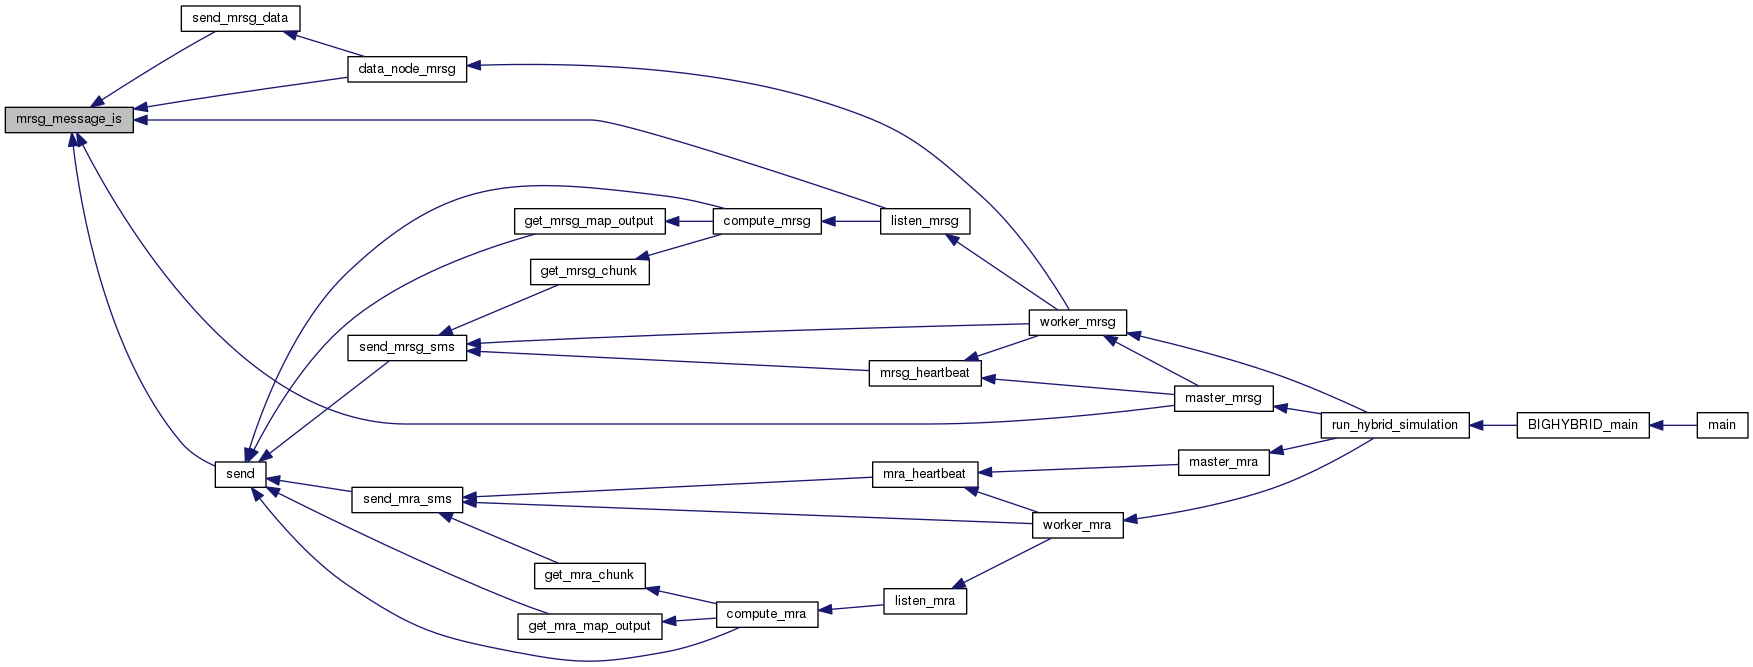 send_mrsg_data
data_node_mrsg
mrsg_message_is
get_mrsg_map_output
compute_mrsg
listen_mrsg
get_mrsg_chunk
worker_mrsg
send_mrsg_sms
mrsg_heartbeat
master_mrsg
run_hybrid_simulation
BIGHYBRID_main
main
master_mra
send
mra_heartbeat
send_mra_sms
worker_mra
get_mra_chunk
listen_mra
compute_mra
get_mra_map_output